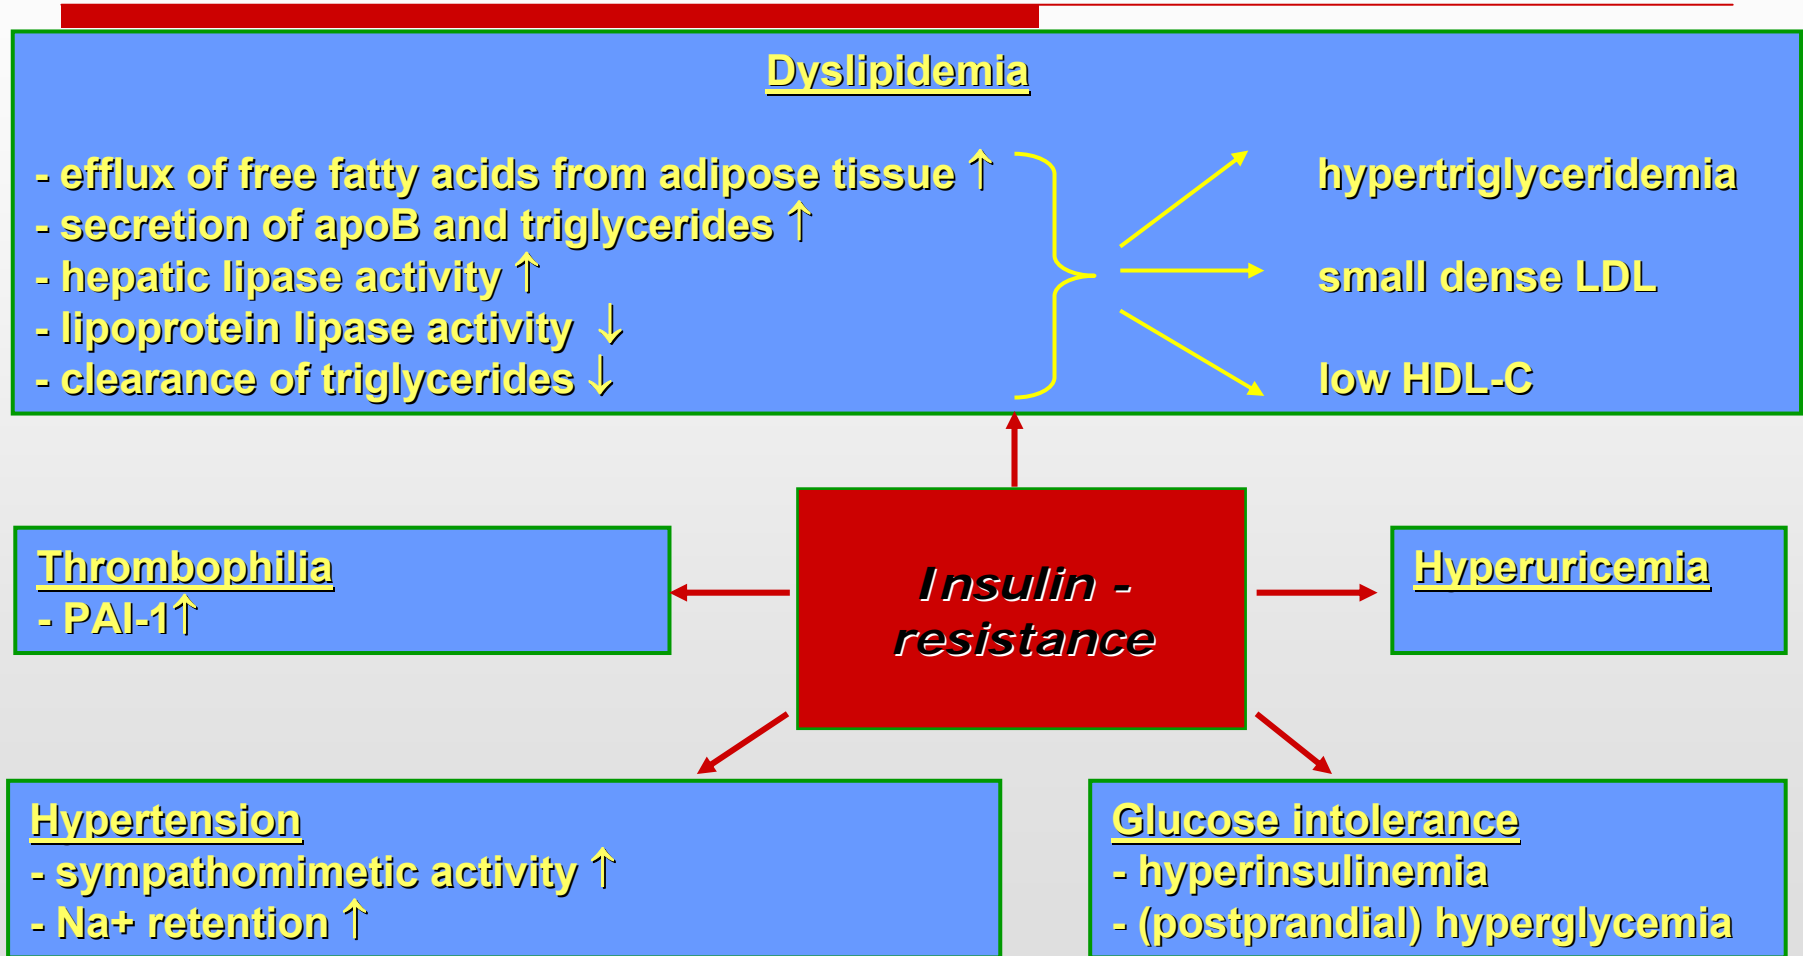 Dyslipidemia
- efflux of free fatty acids from adipose tissue ↑
- secretion of apoB and triglycerides ↑
- hepatic lipase activity ↑
- lipoprotein lipase activity ↓
- clearance of triglycerides ↓
hypertriglyceridemia
small dense LDL
low HDL-C
Thrombophilia
- PAI-1↑
Insulin -
resistance
Hyperuricemia
Hypertension
- sympathomimetic activity ↑
- Na+ retention ↑
Glucose intolerance
- hyperinsulinemia
- (postprandial) hyperglycemia